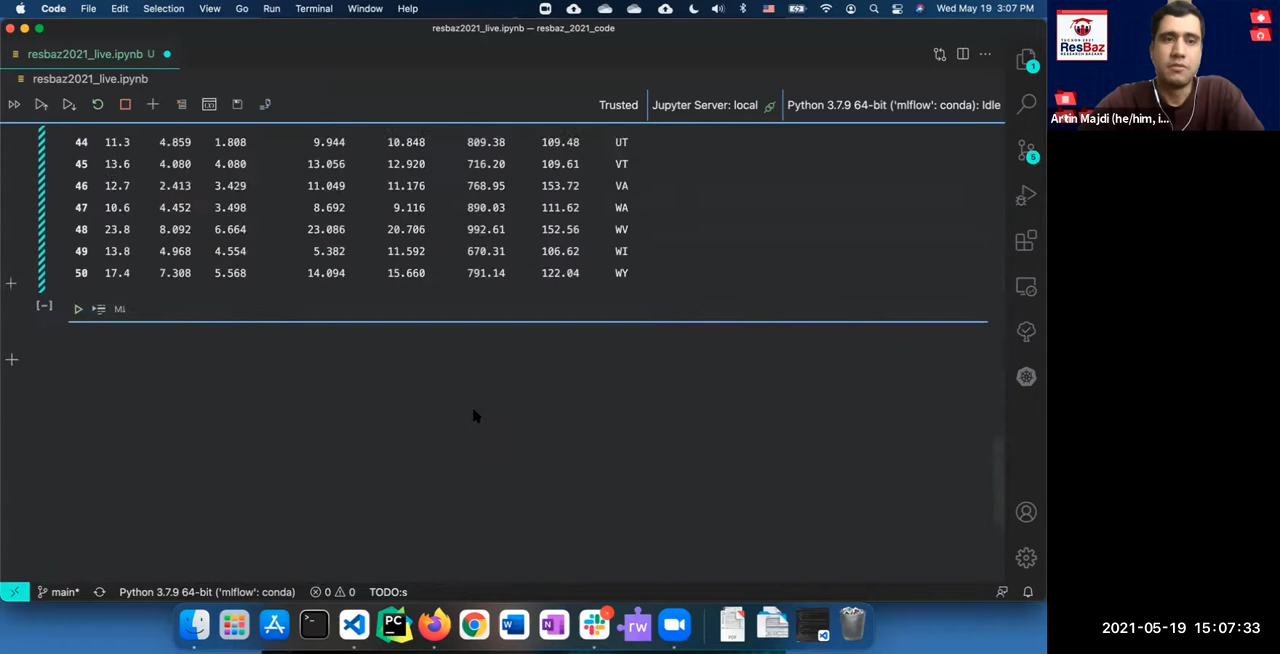 Code File Edit Selection View Go Run Terminal Window Help Wed May 19 3:07 PM
resbaz2021_live.ipynb — resbaz_2021_code
resbaz2021_live.ipynb U
resbaz2021_live.ipynb
Trusted Jupyter Server: local Python 3.7.9 64-bit ('mlflow': conda): Idle
44 11.3 4.859 1.808 9.944 10.848 809.38 109.48 UT
45 13.6 4.080 4.080 13.056 12.920 716.20 109.61 VT
46 12.7 2.413 3.429 11.049 11.176 768.95 153.72 VA
47 10.6 4.452 3.498 8.692 9.116 890.03 111.62 WA
48 23.8 8.092 6.664 23.086 20.706 992.61 152.56 WV
49 13.8 4.968 4.554 5.382 11.592 670.31 106.62 WI
50 17.4 7.308 5.568 14.094 15.660 791.14 122.04 WY
[-] M↓
main* Python 3.7.9 64-bit ('mlflow': conda) 0 0 TODO:s
1
5
PC
W
N
rw
PDF
TUCSON 2021
ResBaz
RESEARCH BAZAAR
Artin Majdi (he/him, i...
2021-05-19 15:07:33